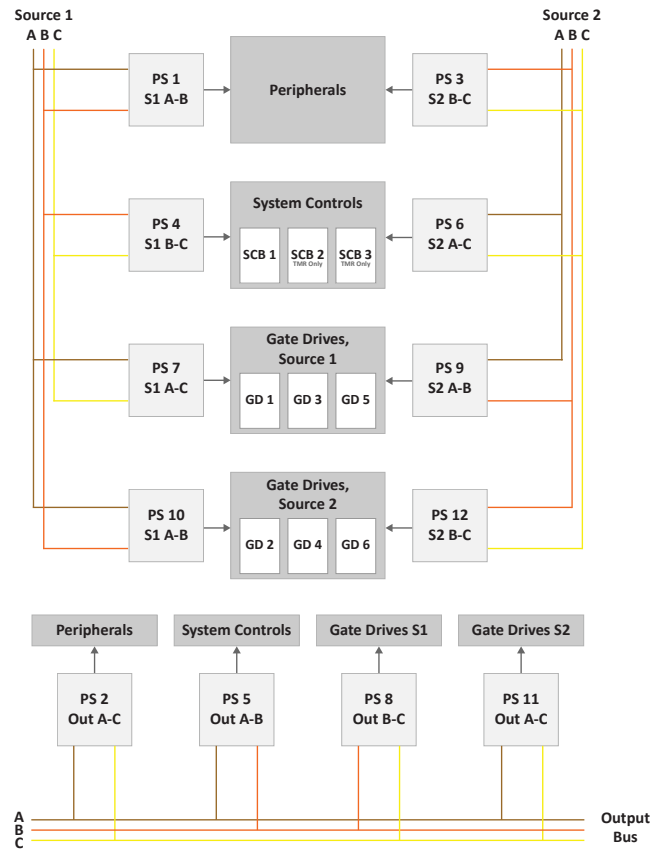 Source 1
A B C
Source 2
A B C
PS 1
S1 A-B
Peripherals
PS 3
S2 B-C
PS 4
S1 B-C
System Controls
SCB 1
SCB 2
TMR Only
SCB 3
TMR Only
PS 6
S2 A-C
PS 7
S1 A-C
Gate Drives,
Source 1
GD 1
GD 3
GD 5
PS 9
S2 A-B
PS 10
S1 A-B
Gate Drives,
Source 2
GD 2
GD 4
GD 6
PS 12
S2 B-C
Peripherals
System Controls
Gate Drives S1
Gate Drives S2
PS 2
Out A-C
PS 5
Out A-B
PS 8
Out B-C
PS 11
Out A-C
A
B
C
Output
Bus